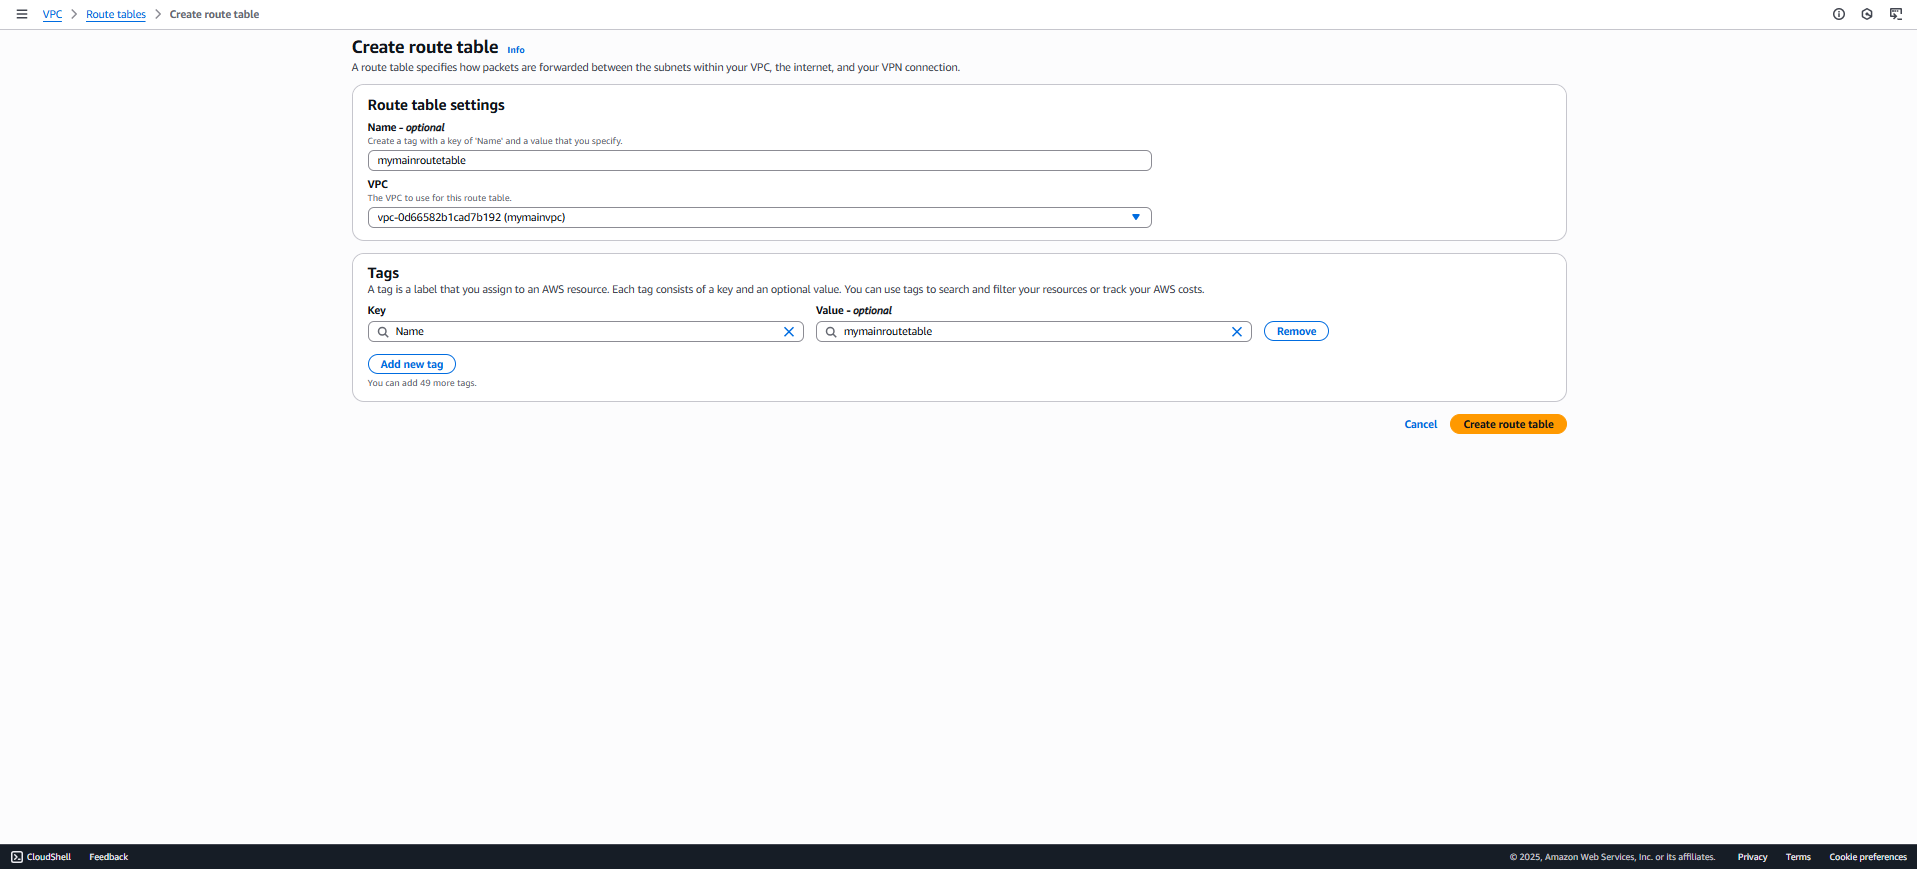 VPC > Route tables > Create route table
Create route table Info
A route table specifies how packets are forwarded between the subnets within your VPC, the internet, and your VPN connection.
Route table settings
Name - optional
Create a tag with a key of 'Name' and a value that you specify.
mymainroutetable
VPC
The VPC to use for this route table.
vpc-0d66582b1cad7b192 (mymainvpc)
Tags
A tag is a label that you assign to an AWS resource. Each tag consists of a key and an optional value. You can use tags to search and filter your resources or track your AWS costs.
Key Value - optional
Name mymainroutetable Remove
Add new tag
You can add 49 more tags.
Cancel Create route table
CloudShell Feedback © 2025, Amazon Web Services, Inc. or its affiliates. Privacy Terms Cookie preferences